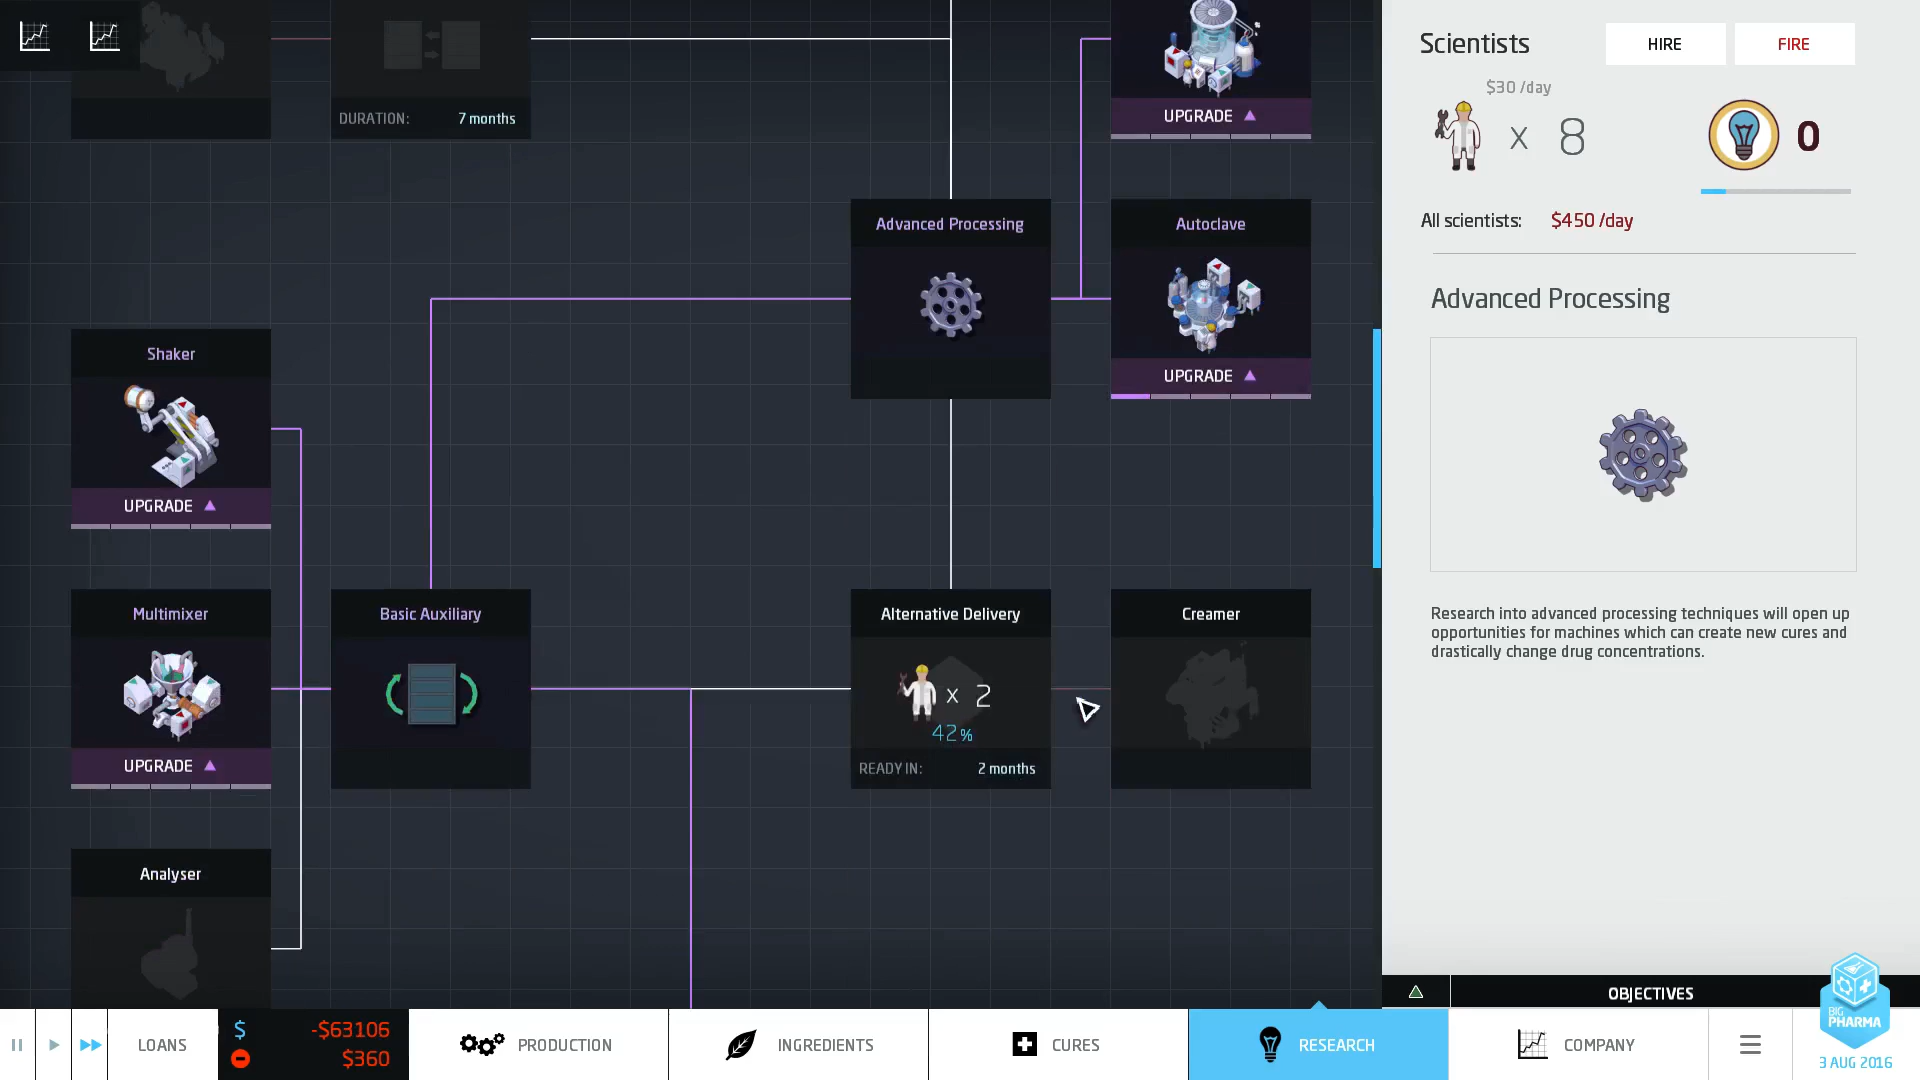 Scientists
HIRE
FIRE
$30 /day
x 8
0
All scientists:
$450 /day
Advanced Processing
Research into advanced processing techniques will open up
opportunities for machines which can create new cures and
drastically change drug concentrations.
DURATION:
7 months
UPGRADE
Advanced Processing
Autoclave
UPGRADE
Shaker
UPGRADE
Multimixer
UPGRADE
Basic Auxiliary
Alternative Delivery
x 2
42%
READY IN:
2 months
Creamer
Analyser
OBJECTIVES
BIG
PHARMA
3 AUG 2016
LOANS
$
-$63106
$360
PRODUCTION
INGREDIENTS
CURES
RESEARCH
COMPANY